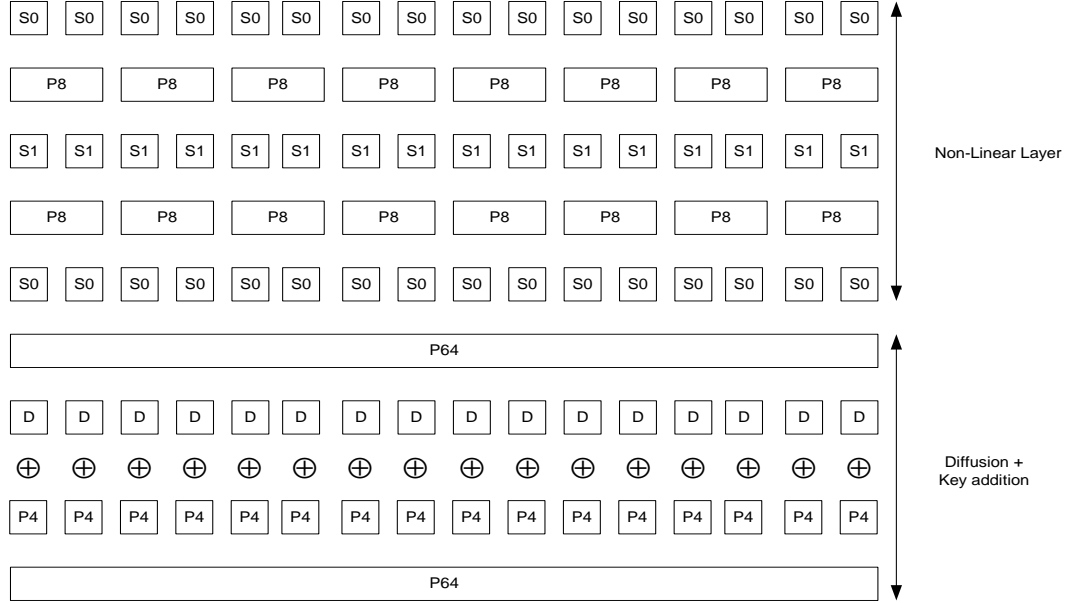 S0 S0 S0 S0 S0 S0 S0 S0 S0 S0 S0 S0 S0 S0 S0 S0
P8 P8 P8 P8 P8 P8 P8 P8
S1 S1 S1 S1 S1 S1 S1 S1 S1 S1 S1 S1 S1 S1 S1 S1
Non-Linear Layer
P8 P8 P8 P8 P8 P8 P8 P8
S0 S0 S0 S0 S0 S0 S0 S0 S0 S0 S0 S0 S0 S0 S0 S0
P64
D D D D D D D D D D D D D D D D
Diffusion +
Key addition
P4 P4 P4 P4 P4 P4 P4 P4 P4 P4 P4 P4 P4 P4 P4 P4
P64